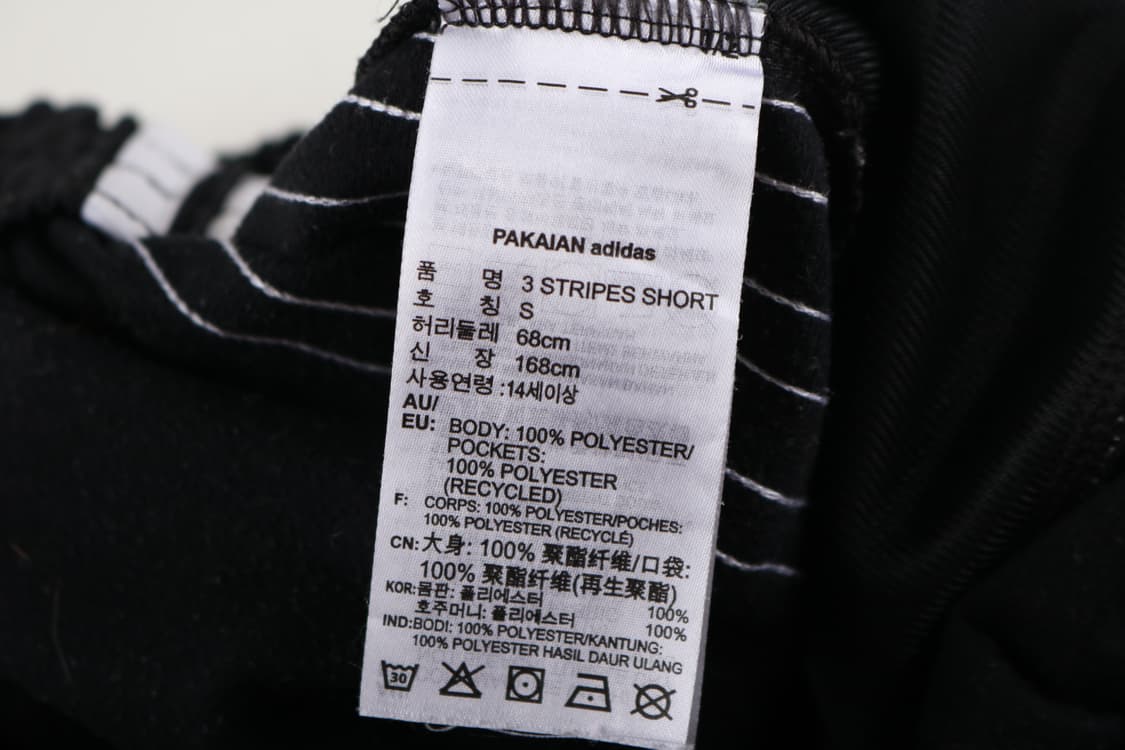 1/2
PAKAIAN adidas
품 명 3 STRIPES SHORT
호 칭 S
허리둘레 68cm
신 장 168cm
사용연령 :14세이상
AU/
EU: BODY: 100% POLYESTER/
POCKETS:
100% POLYESTER
(RECYCLED)
F: CORPS: 100% POLYESTER/POCHES:
100% POLYESTER (RECYCLÉ)
CN: 大身: 100% 聚酯纤维/口袋:
100% 聚酯纤维(再生聚酯)
KOR: 몸판: 폴리에스터 100%
호주머니: 폴리에스터 100%
IND: BODI: 100% POLYESTER/KANTUNG:
100% POLYESTER HASIL DAUR ULANG
30